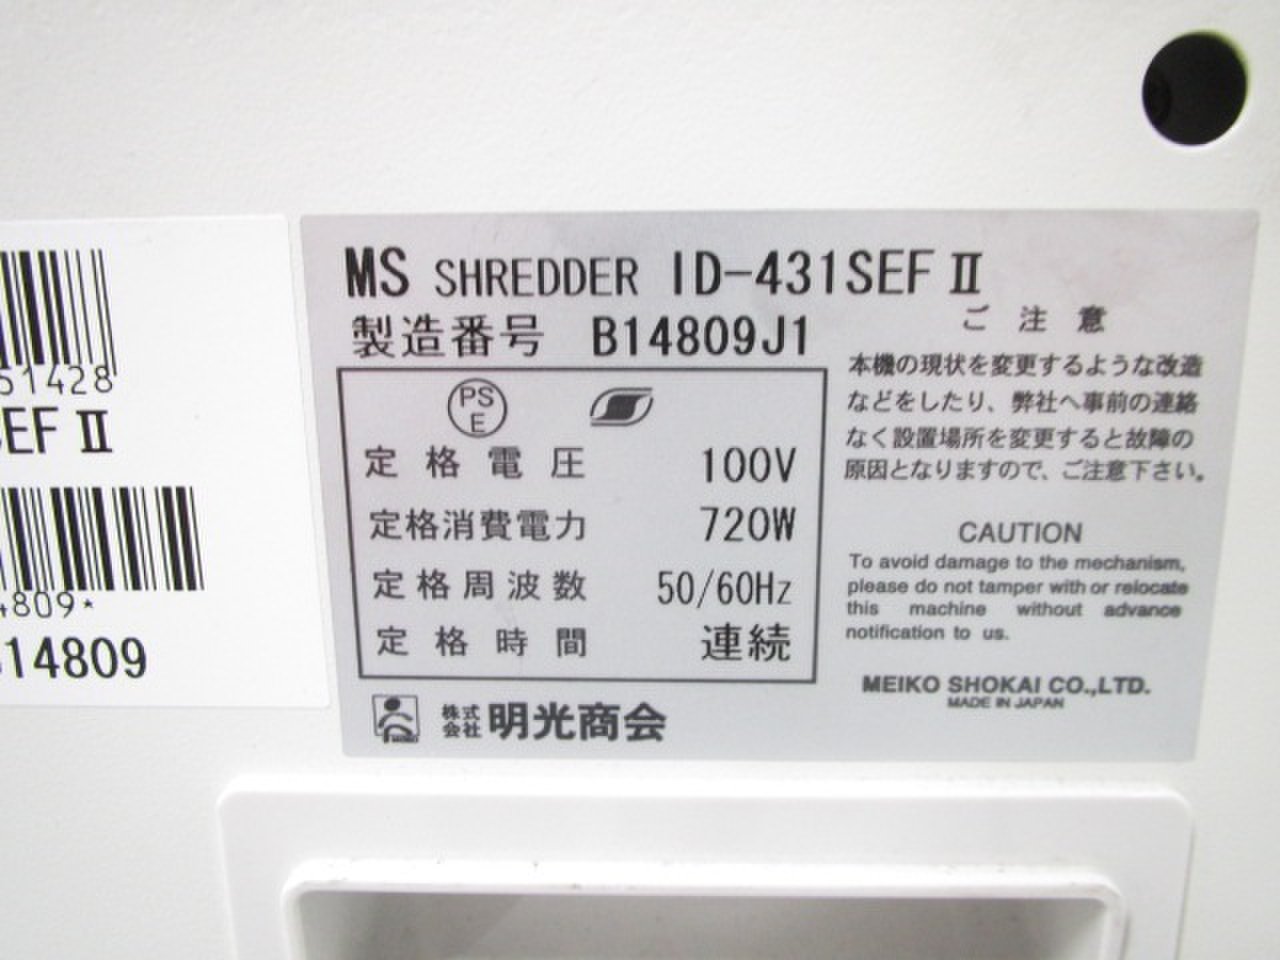 51428
EF Ⅱ
4809*
14809
MS SHREDDER ID-431SEF Ⅱ
製造番号 B14809J1
PS
E
定格電圧 100V
定格消費電力 720W
定格周波数 50/60Hz
定格時間 連続
株式
会社 明光商会
ご注意
本機の現状を変更するような改造
などをしたり、弊社へ事前の連絡
なく設置場所を変更すると故障の
原因となりますので、ご注意下さい。
CAUTION
To avoid damage to the mechanism,
please do not tamper with or relocate
this machine without advance
notification to us.
MEIKO SHOKAI CO.,LTD.
MADE IN JAPAN